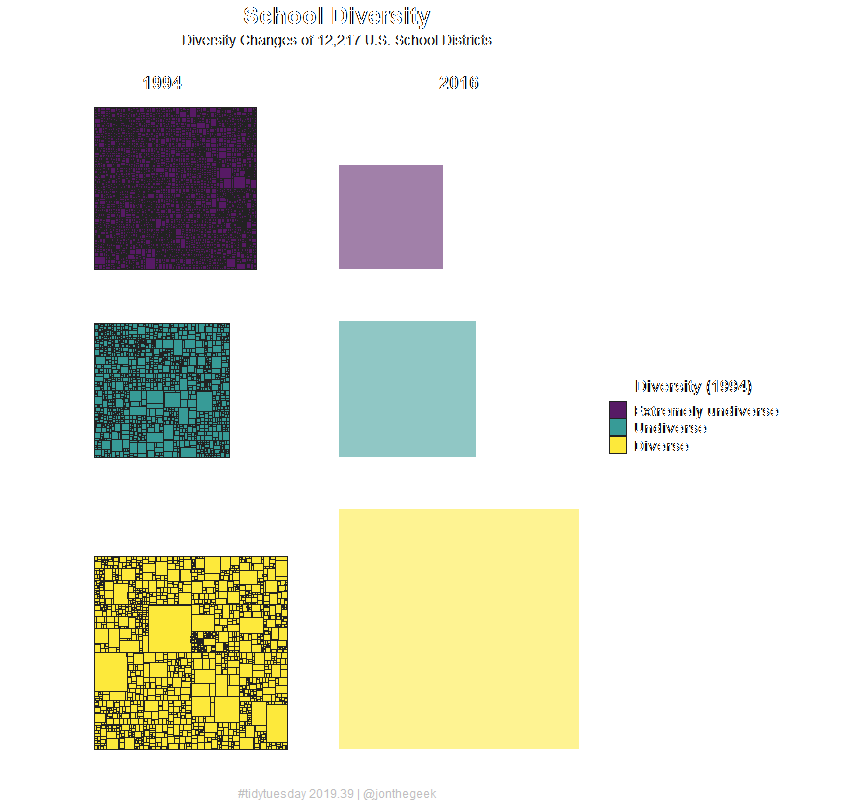 School Diversity
Diversity Changes of 12,217 U.S. School Districts
1994
2016
Diversity (1994)
Extremely undiverse
Undiverse
Diverse
#tidytuesday 2019.39 | @jonthegeek